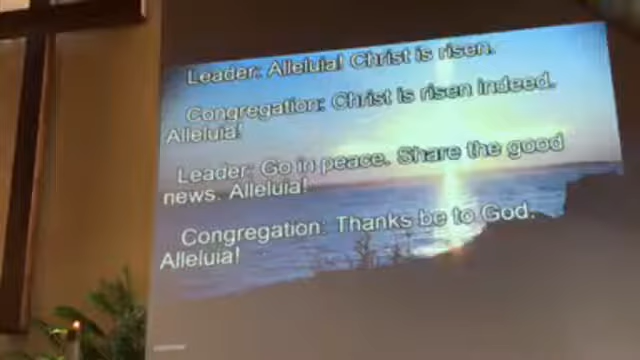 Leader: Alleluia! Christ is risen.
Congregation: Christ is risen indeed.
Alleluia!
Leader: Go in peace. Share the good
news. Alleluia!
Congregation: Thanks be to God.
Alleluia!